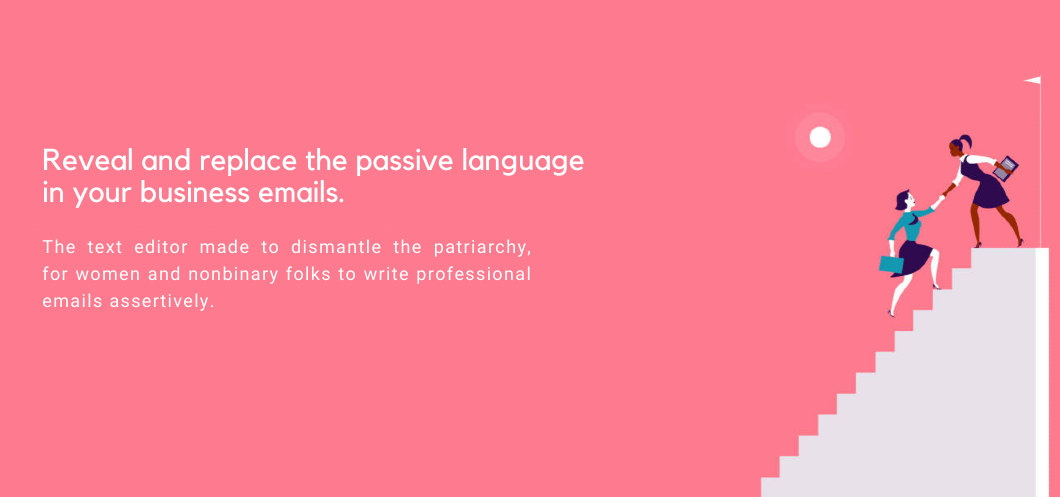 Reveal and replace the passive language
in your business emails.
The text editor made to dismantle the patriarchy,
for women and nonbinary folks to write professional
emails assertively.